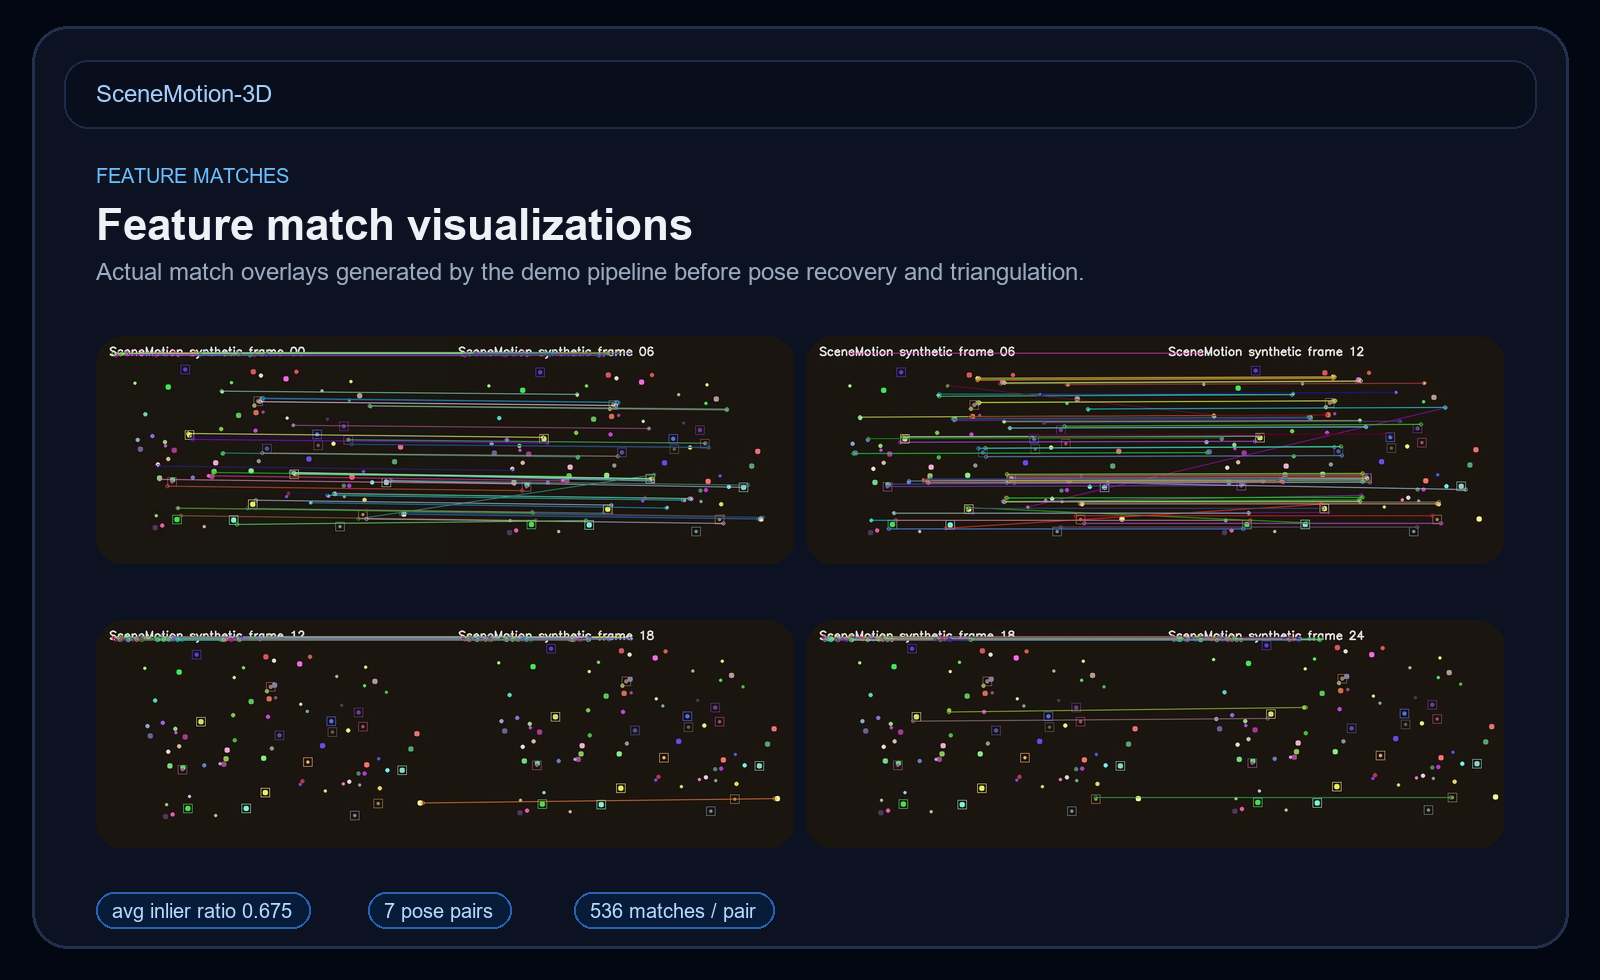 SceneMotion-3D
FEATURE MATCHES
Feature match visualizations
Actual match overlays generated by the demo pipeline before pose recovery and triangulation.
SceneMotion synthetic frame 00
SceneMotion synthetic frame 06
SceneMotion synthetic frame 06
SceneMotion synthetic frame 12
SceneMotion synthetic frame 12
SceneMotion synthetic frame 18
SceneMotion synthetic frame 18
SceneMotion synthetic frame 24
avg inlier ratio 0.675
7 pose pairs
536 matches / pair